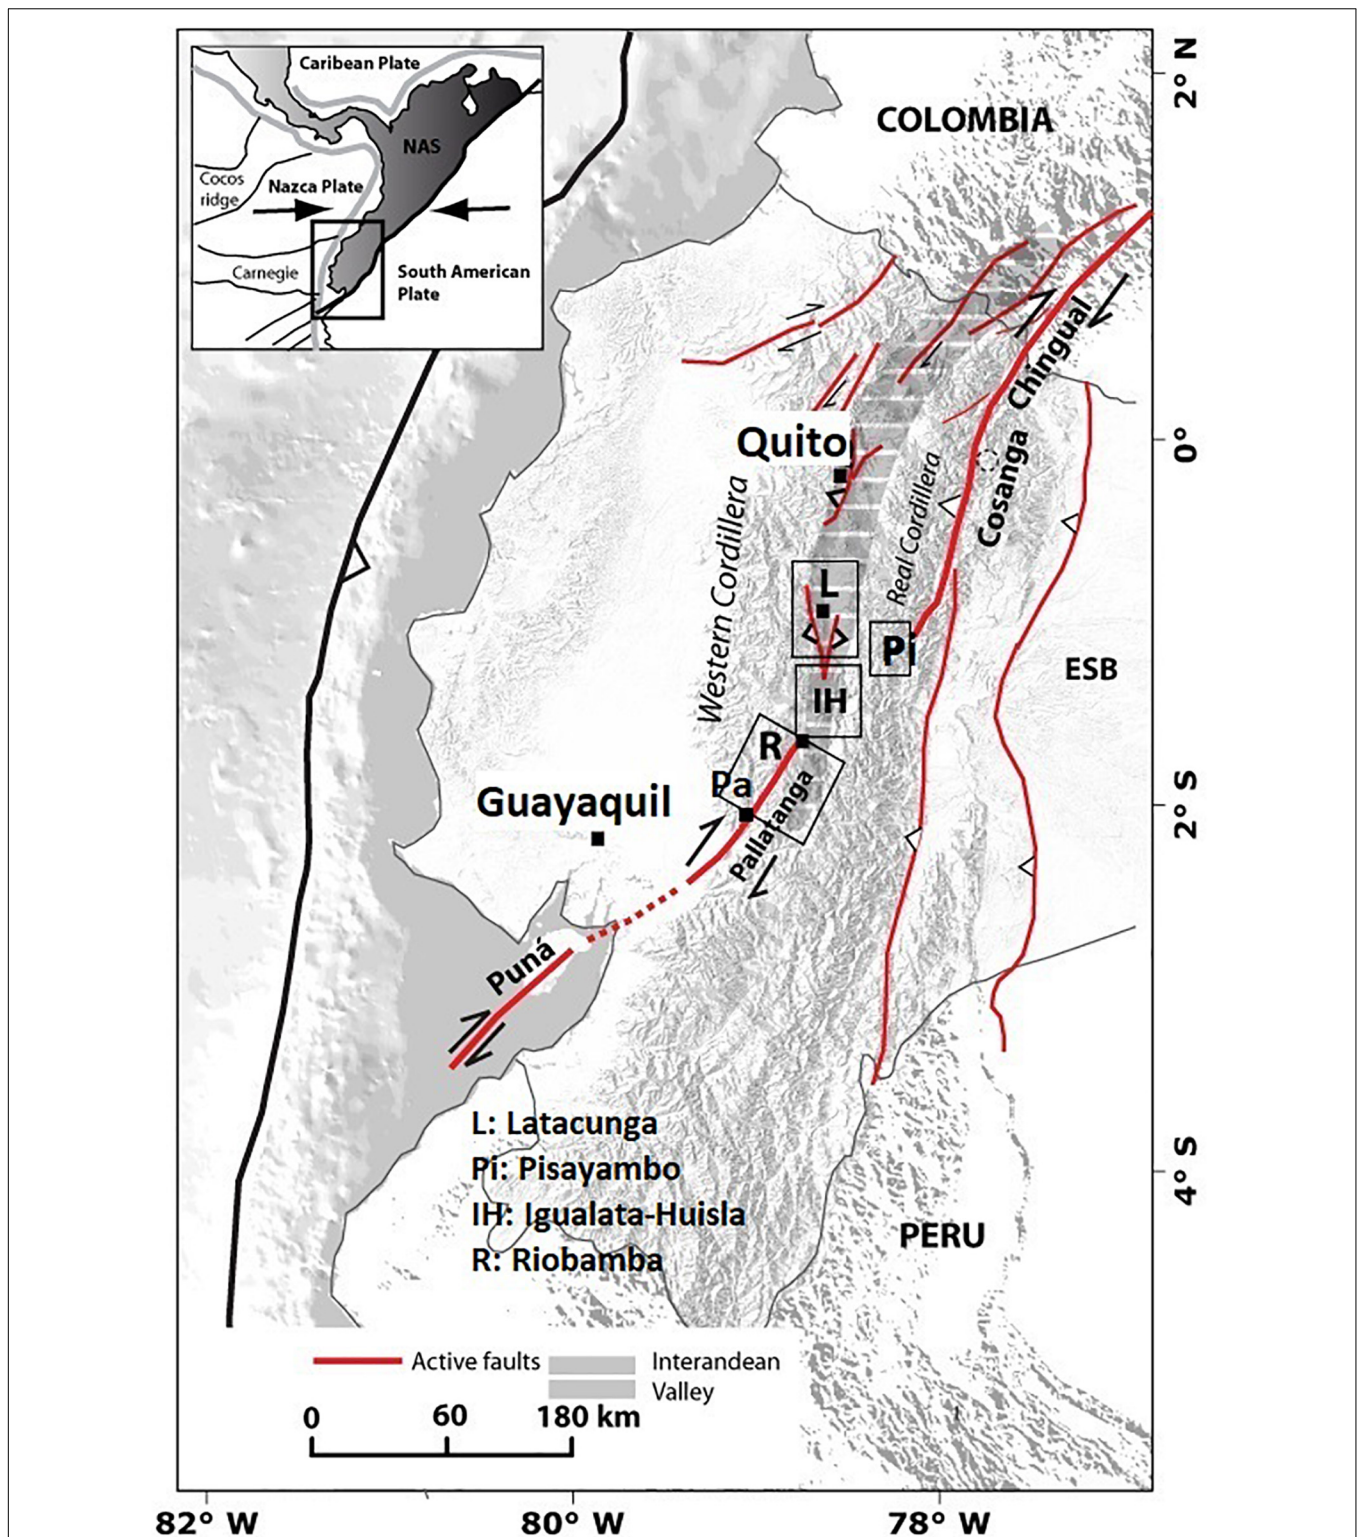 Caribean Plate
NAS
Cocos
ridge
Nazca Plate
Carnegie
South American
Plate
COLOMBIA
2° N
Chingual
Quito
0°
Cosanga
Western Cordillera
Real Cordillera
L
Pi
ESB
IH
R
Pa
Pallatanga
Guayaquil
2° S
Puná
L: Latacunga
Pi: Pisayambo
IH: Igualata-Huisla
R: Riobamba
4° S
PERU
Active faults
Interandean
Valley
0 60 180 km
82° W 80° W 78° W